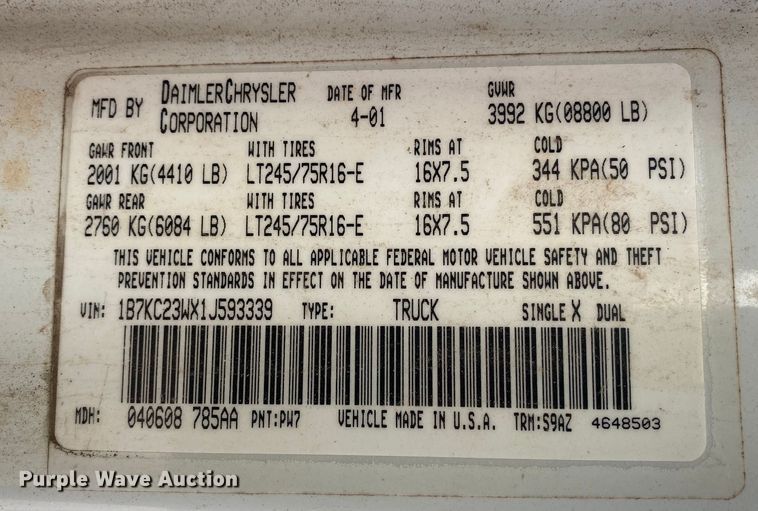 MFD BY DAIMLERCHRYSLER CORPORATION DATE OF MFR 4-01 GVWR 3992 KG(08800 LB)
GAWR FRONT WITH TIRES RIMS AT COLD
2001 KG(4410 LB) LT245/75R16-E 16X7.5 344 KPA(50 PSI)
GAWR REAR WITH TIRES RIMS AT COLD
2760 KG(6084 LB) LT245/75R16-E 16X7.5 551 KPA(80 PSI)
THIS VEHICLE CONFORMS TO ALL APPLICABLE FEDERAL MOTOR VEHICLE SAFETY AND THEFT
PREVENTION STANDARDS IN EFFECT ON THE DATE OF MANUFACTURE SHOWN ABOVE.
VIN: 1B7KC23WX1J593339 TYPE: TRUCK SINGLE X DUAL
MDH: 040608 785AA PNT:PW7 VEHICLE MADE IN U.S.A. TRM:S9AZ 4648503
Purple Wave Auction